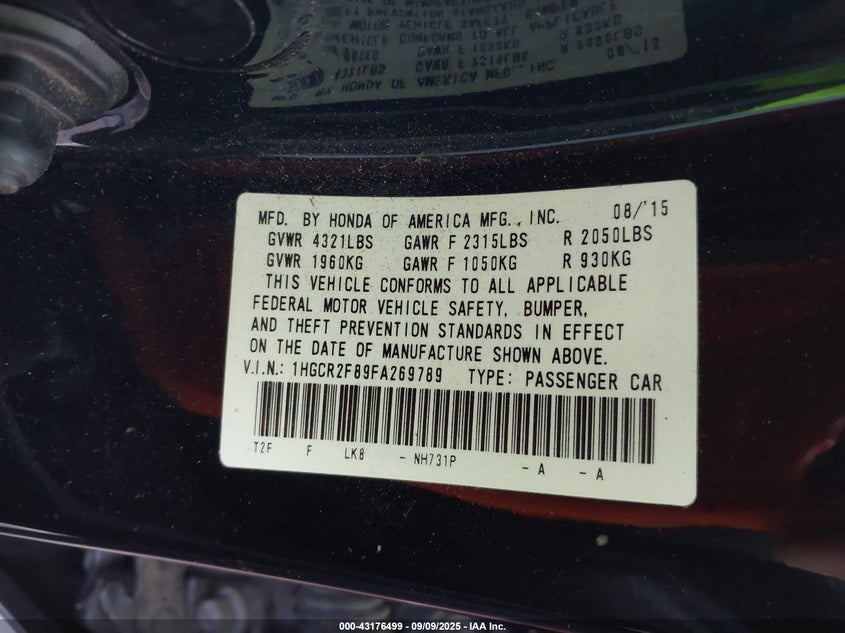 MFD. BY HONDA OF AMERICA MFG., INC. 08/'15
GVWR 4321LBS GAWR F 2315LBS R 2050LBS
GVWR 1960KG GAWR F 1050KG R 930KG
THIS VEHICLE CONFORMS TO ALL APPLICABLE
FEDERAL MOTOR VEHICLE SAFETY, BUMPER,
AND THEFT PREVENTION STANDARDS IN EFFECT
ON THE DATE OF MANUFACTURE SHOWN ABOVE.
V.I.N.: 1HGCR2F89FA269789 TYPE: PASSENGER CAR
T2F F LK8 - NH731P - A - A
000-43176499 - 09/09/2025 - IAA Inc.